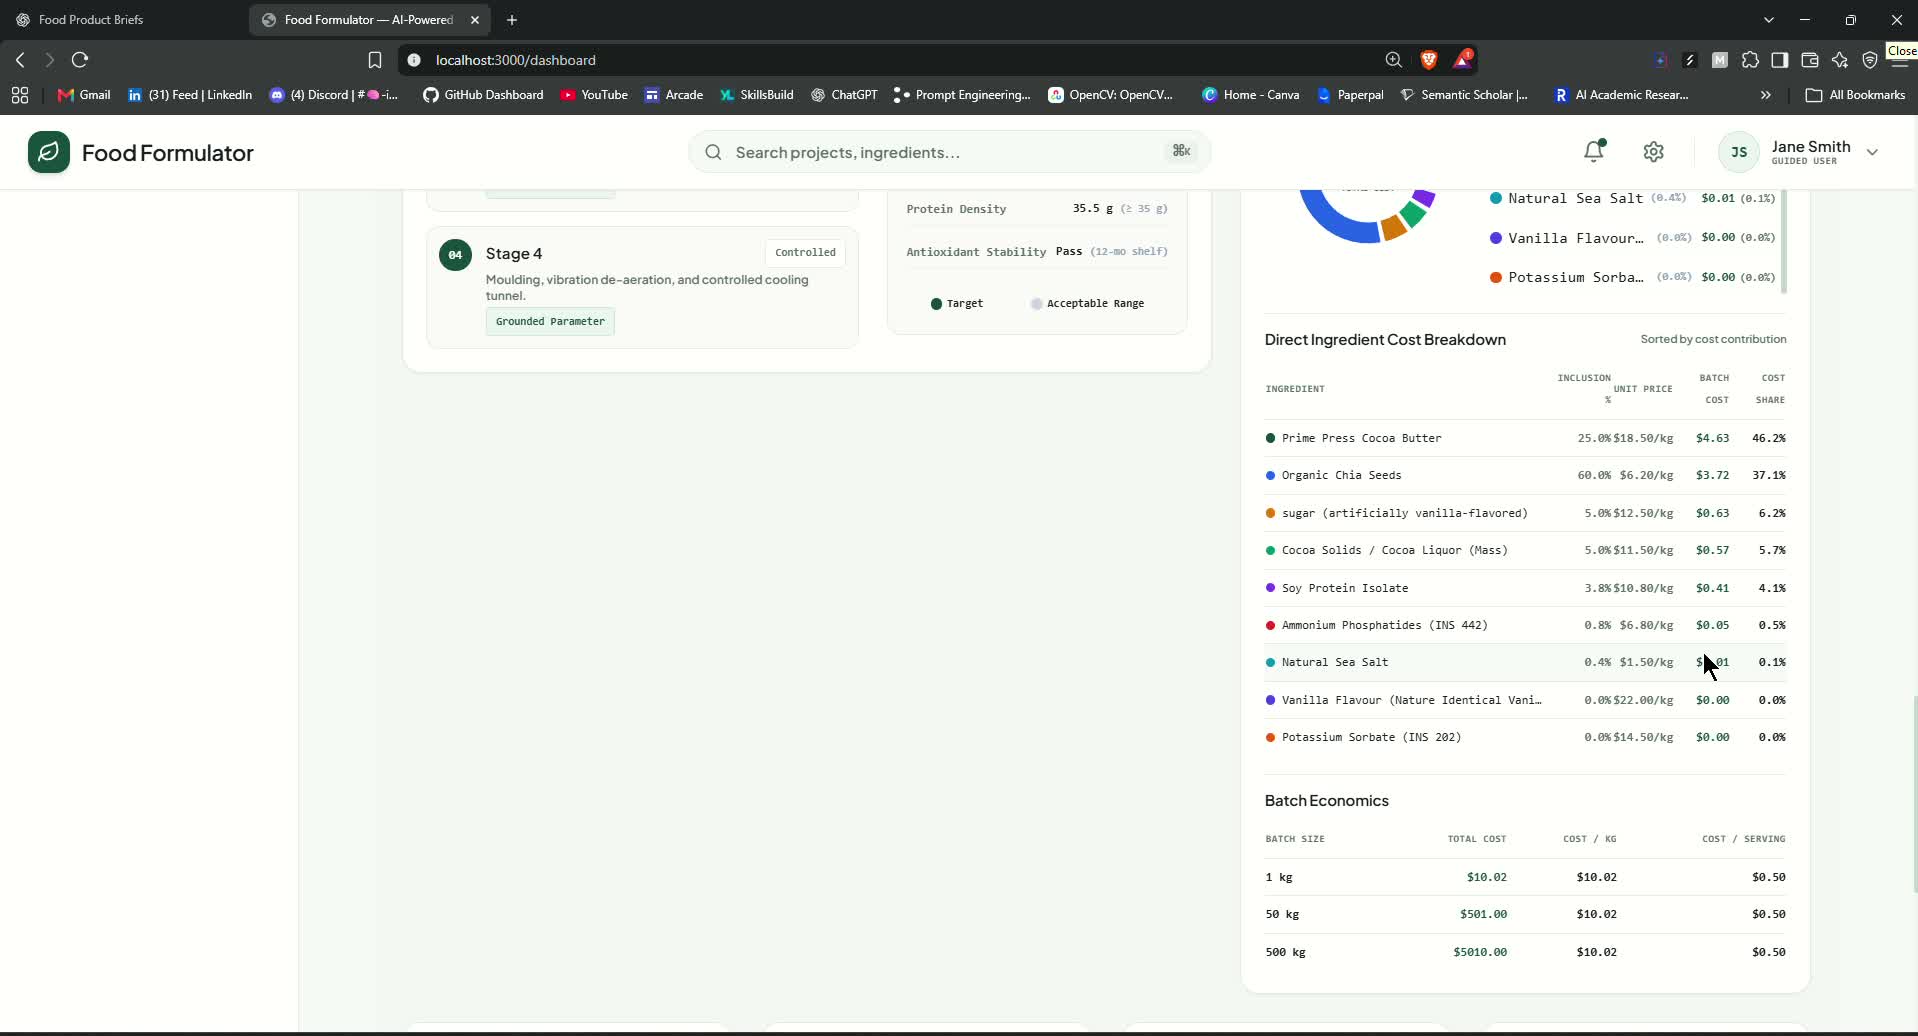 Food Product Briefs
Food Formulator — AI-Powered
localhost:3000/dashboard
1
Close
Gmail
(31) Feed | LinkedIn
(4) Discord | #🧠-i...
GitHub Dashboard
YouTube
Arcade
SkillsBuild
ChatGPT
Prompt Engineering...
OpenCV: OpenCV...
Home - Canva
Paperpal
Semantic Scholar |...
AI Academic Resear...
All Bookmarks
Food Formulator
Search projects, ingredients...
⌘K
JS
Jane Smith
GUIDED USER
04
Stage 4
Controlled
Moulding, vibration de-aeration, and controlled cooling
tunnel.
Grounded Parameter
Protein Density 35.5 g (≥ 35 g)
Antioxidant Stability Pass (12-mo shelf)
Target Acceptable Range
Natural Sea Salt (0.4%) $0.01 (0.1%)
Vanilla Flavour… (0.0%) $0.00 (0.0%)
Potassium Sorba… (0.0%) $0.00 (0.0%)
Direct Ingredient Cost Breakdown Sorted by cost contribution
INGREDIENT INCLUSION % UNIT PRICE BATCH COST COST SHARE
Prime Press Cocoa Butter 25.0% $18.50/kg $4.63 46.2%
Organic Chia Seeds 60.0% $6.20/kg $3.72 37.1%
sugar (artificially vanilla-flavored) 5.0% $12.50/kg $0.63 6.2%
Cocoa Solids / Cocoa Liquor (Mass) 5.0% $11.50/kg $0.57 5.7%
Soy Protein Isolate 3.8% $10.80/kg $0.41 4.1%
Ammonium Phosphatides (INS 442) 0.8% $6.80/kg $0.05 0.5%
Natural Sea Salt 0.4% $1.50/kg 0.1%
Vanilla Flavour (Nature Identical Vani… 0.0% $22.00/kg $0.00 0.0%
Potassium Sorbate (INS 202) 0.0% $14.50/kg $0.00 0.0%
Batch Economics
BATCH SIZE TOTAL COST COST / KG COST / SERVING
1 kg $10.02 $10.02 $0.50
50 kg $501.00 $10.02 $0.50
500 kg $5010.00 $10.02 $0.50